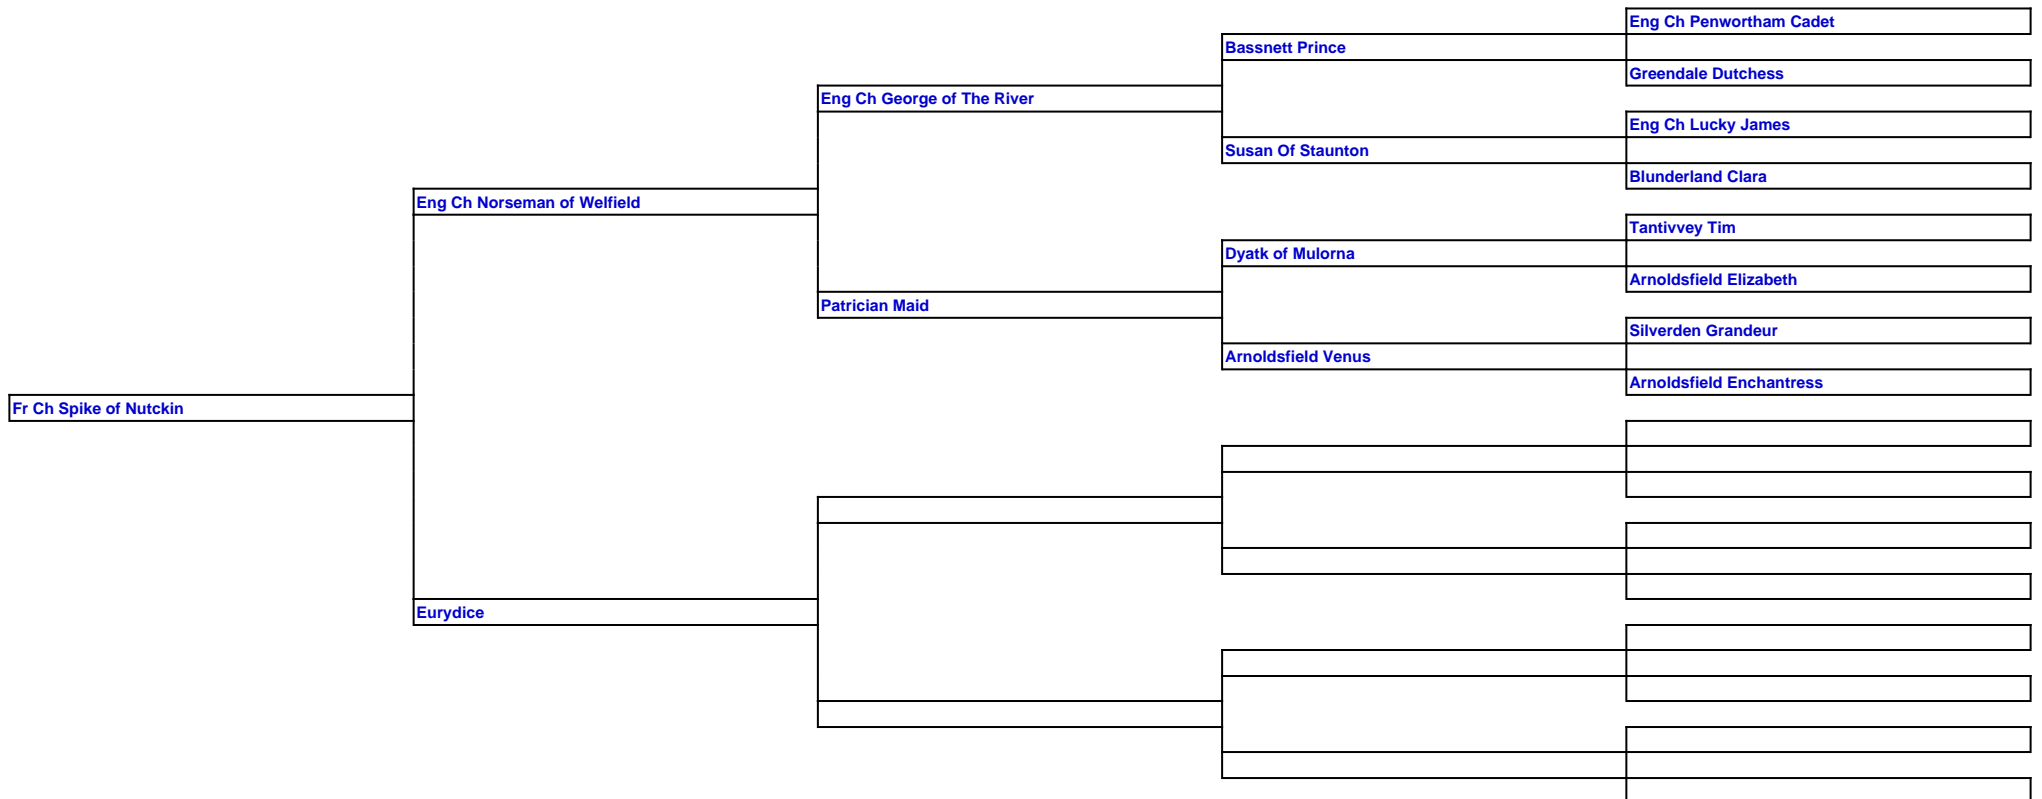 Eng Ch Penwortham Cadet
Bassnett Prince
Greendale Dutchess
Eng Ch George of The River
Eng Ch Lucky James
Susan Of Staunton
Blunderland Clara
Eng Ch Norseman of Welfield
Tantivvey Tim
Dyatk of Mulorna
Arnoldsfield Elizabeth
Patrician Maid
Silverden Grandeur
Arnoldsfield Venus
Arnoldsfield Enchantress
Fr Ch Spike of Nutckin
Eurydice